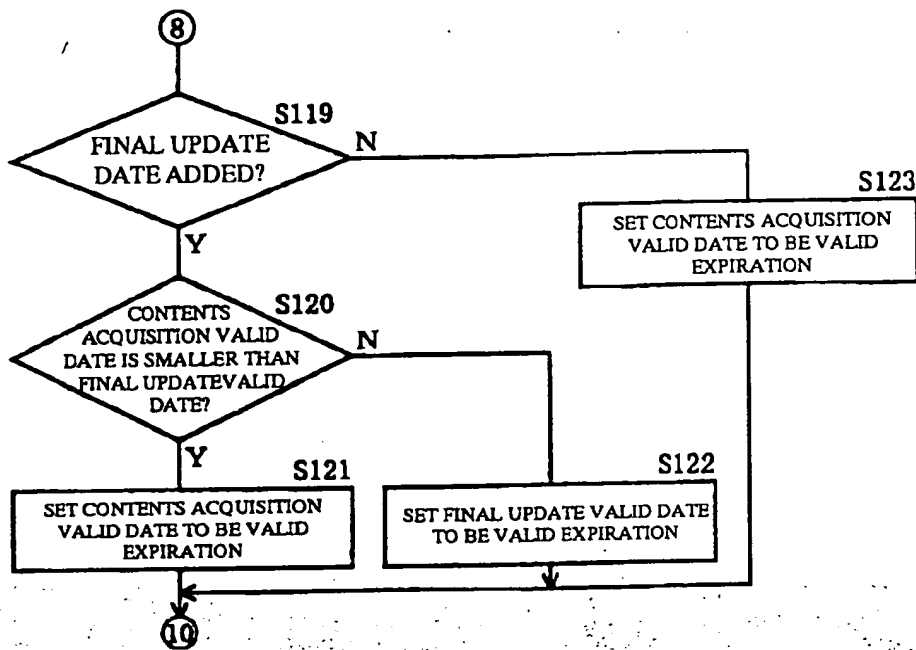 8
S119
FINAL UPDATE
DATE ADDED?
N
Y
S123
SET CONTENTS ACQUISITION
VALID DATE TO BE VALID
EXPIRATION
S120
CONTENTS
ACQUISITION VALID
DATE IS SMALLER THAN
FINAL UPDATEVALID
DATE?
N
Y
S121
SET CONTENTS ACQUISITION
VALID DATE TO BE VALID
EXPIRATION
S122
SET FINAL UPDATE VALID DATE
TO BE VALID EXPIRATION
10